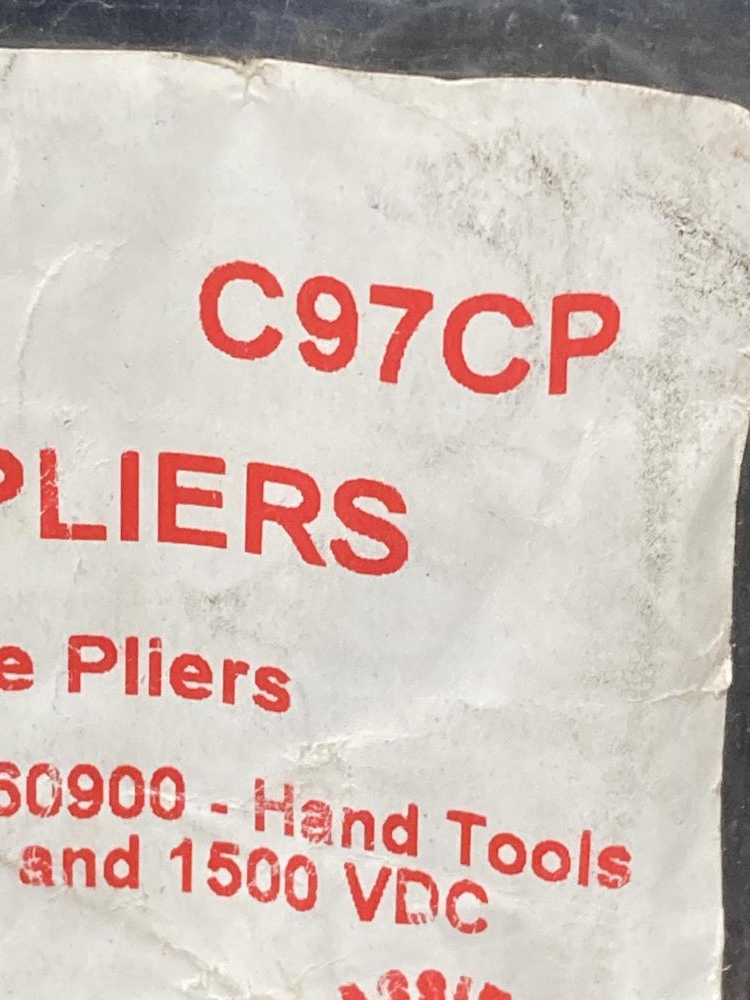 C97CP
PLIERS
e Pliers
60900 - Hand Tools
and 1500 VDC